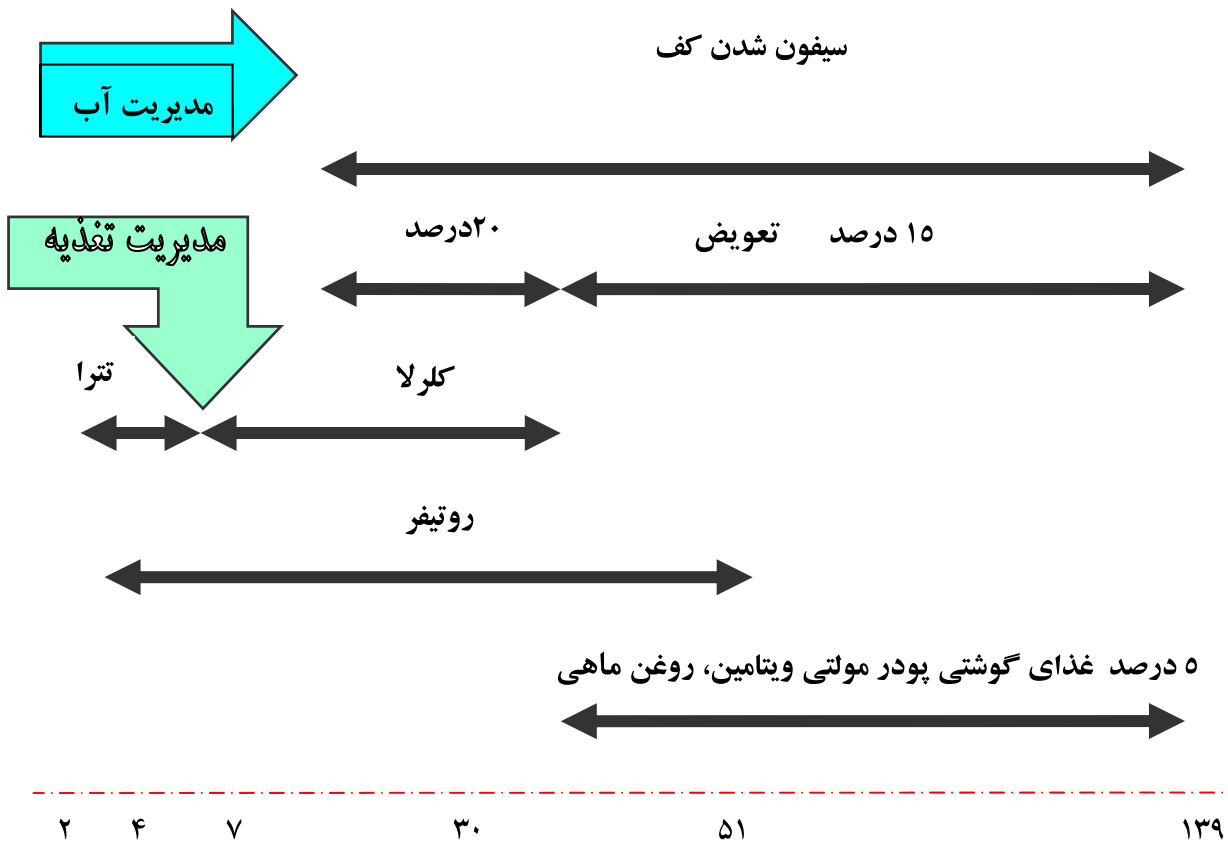 سیفون شدن کف
مدیریت آب
مدیریت تغذیه
۲۰درصد
۱۵ درصد تعویض
تترا
کلرلا
روتیفر
۵ درصد غذای گوشتی پودر مولتی ویتامین، روغن ماهی
۲ ۴ ۷ ۳۰ ۵۱ ۱۳۹